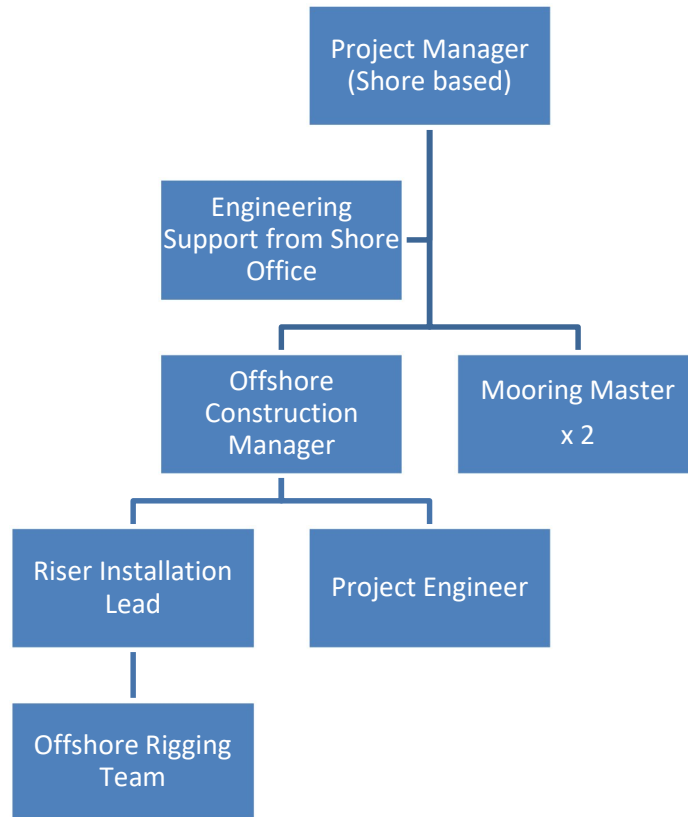 Project Manager
(Shore based)
Engineering
Support from Shore
Office
Offshore
Construction
Manager
Mooring Master
x 2
Riser Installation
Lead
Project Engineer
Offshore Rigging
Team